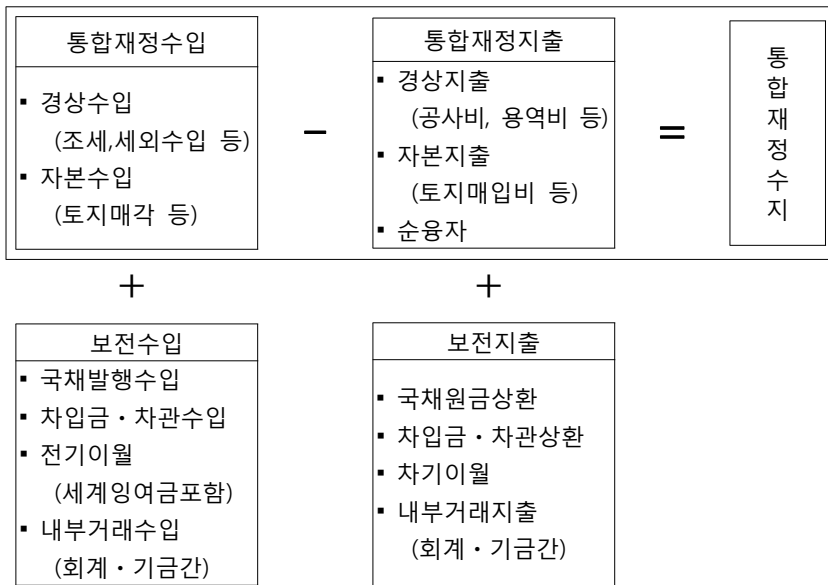 통합재정수입
▪ 경상수입
(조세,세외수입 등)
▪ 자본수입
(토지매각 등)
－
통합재정지출
▪ 경상지출
(공사비, 용역비 등)
▪ 자본지출
(토지매입비 등)
▪ 순융자
=
통
합
재
정
수
지
+
+
보전수입
▪ 국채발행수입
▪ 차입금・차관수입
▪ 전기이월
(세계잉여금포함)
▪ 내부거래수입
(회계・기금간)
보전지출
▪ 국채원금상환
▪ 차입금・차관상환
▪ 차기이월
▪ 내부거래지출
(회계・기금간)